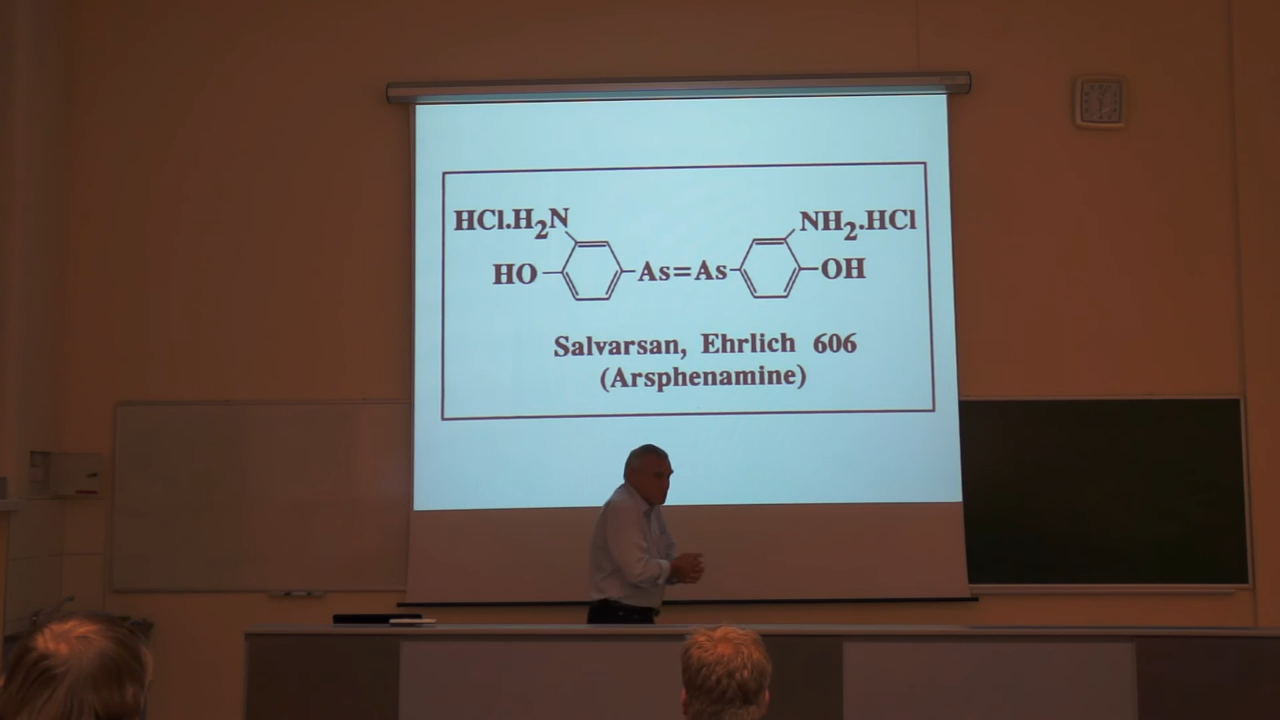 HCl.H₂N NH₂.HCl
HO As=As OH
Salvarsan, Ehrlich 606
(Arsphenamine)